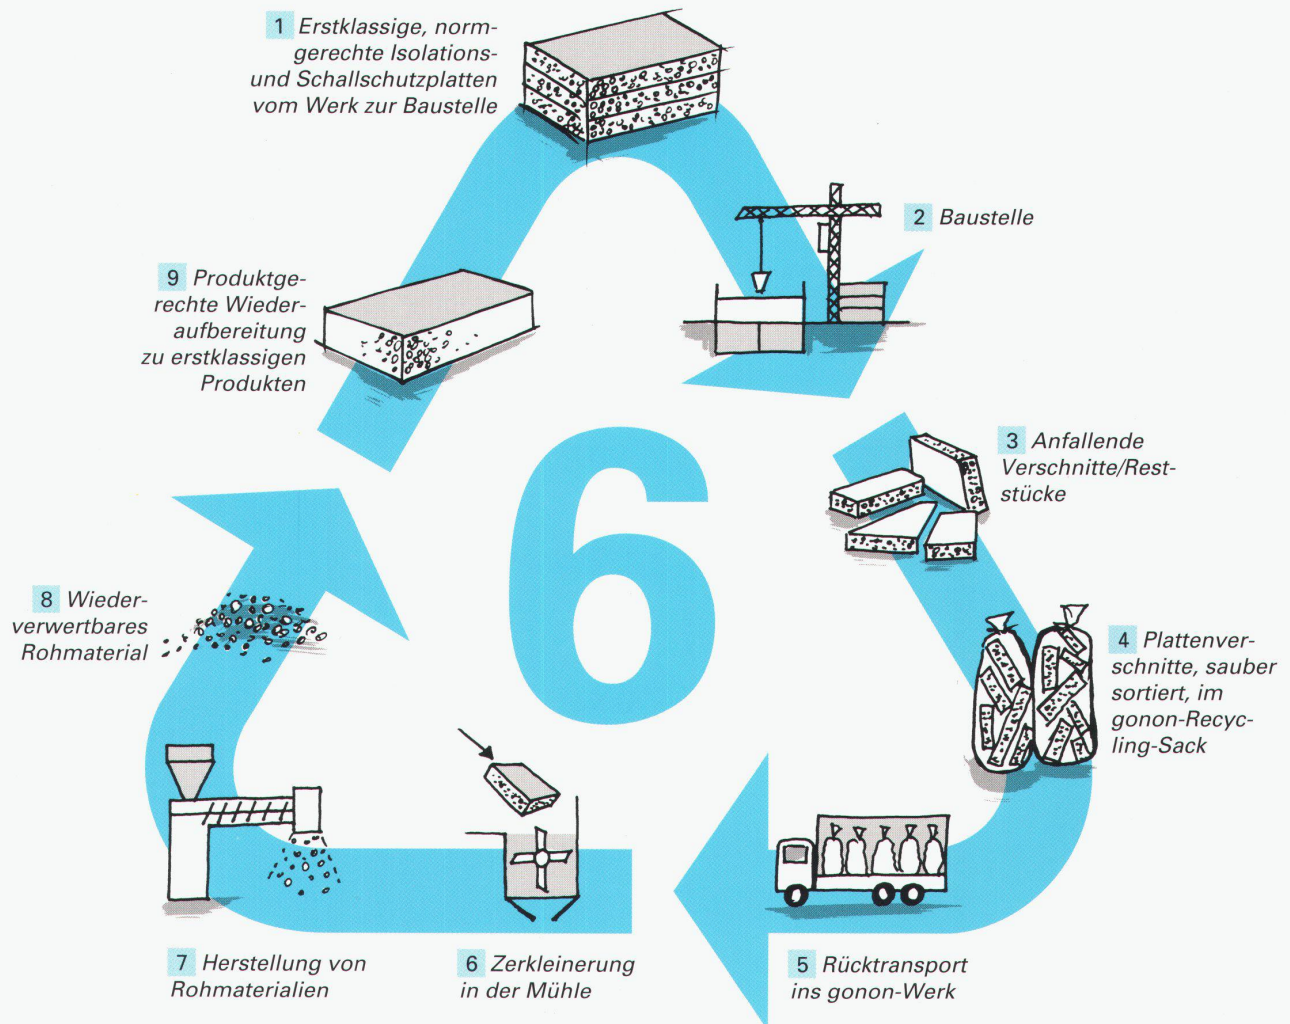 1 Erstklassige, norm-
gerechte Isolations-
und Schallschutzplatten
vom Werk zur Baustelle
2 Baustelle
3 Anfallende
Verschnitte/Rest-
stücke
4 Plattenver-
schnitte, sauber
sortiert, im
gonon-Recyc-
ling-Sack
5 Rücktransport
ins gonon-Werk
6 Zerkleinerung
in der Mühle
7 Herstellung von
Rohmaterialien
8 Wieder-
verwertbares
Rohmaterial
9 Produktge-
rechte Wieder-
aufbereitung
zu erstklassigen
Produkten
6